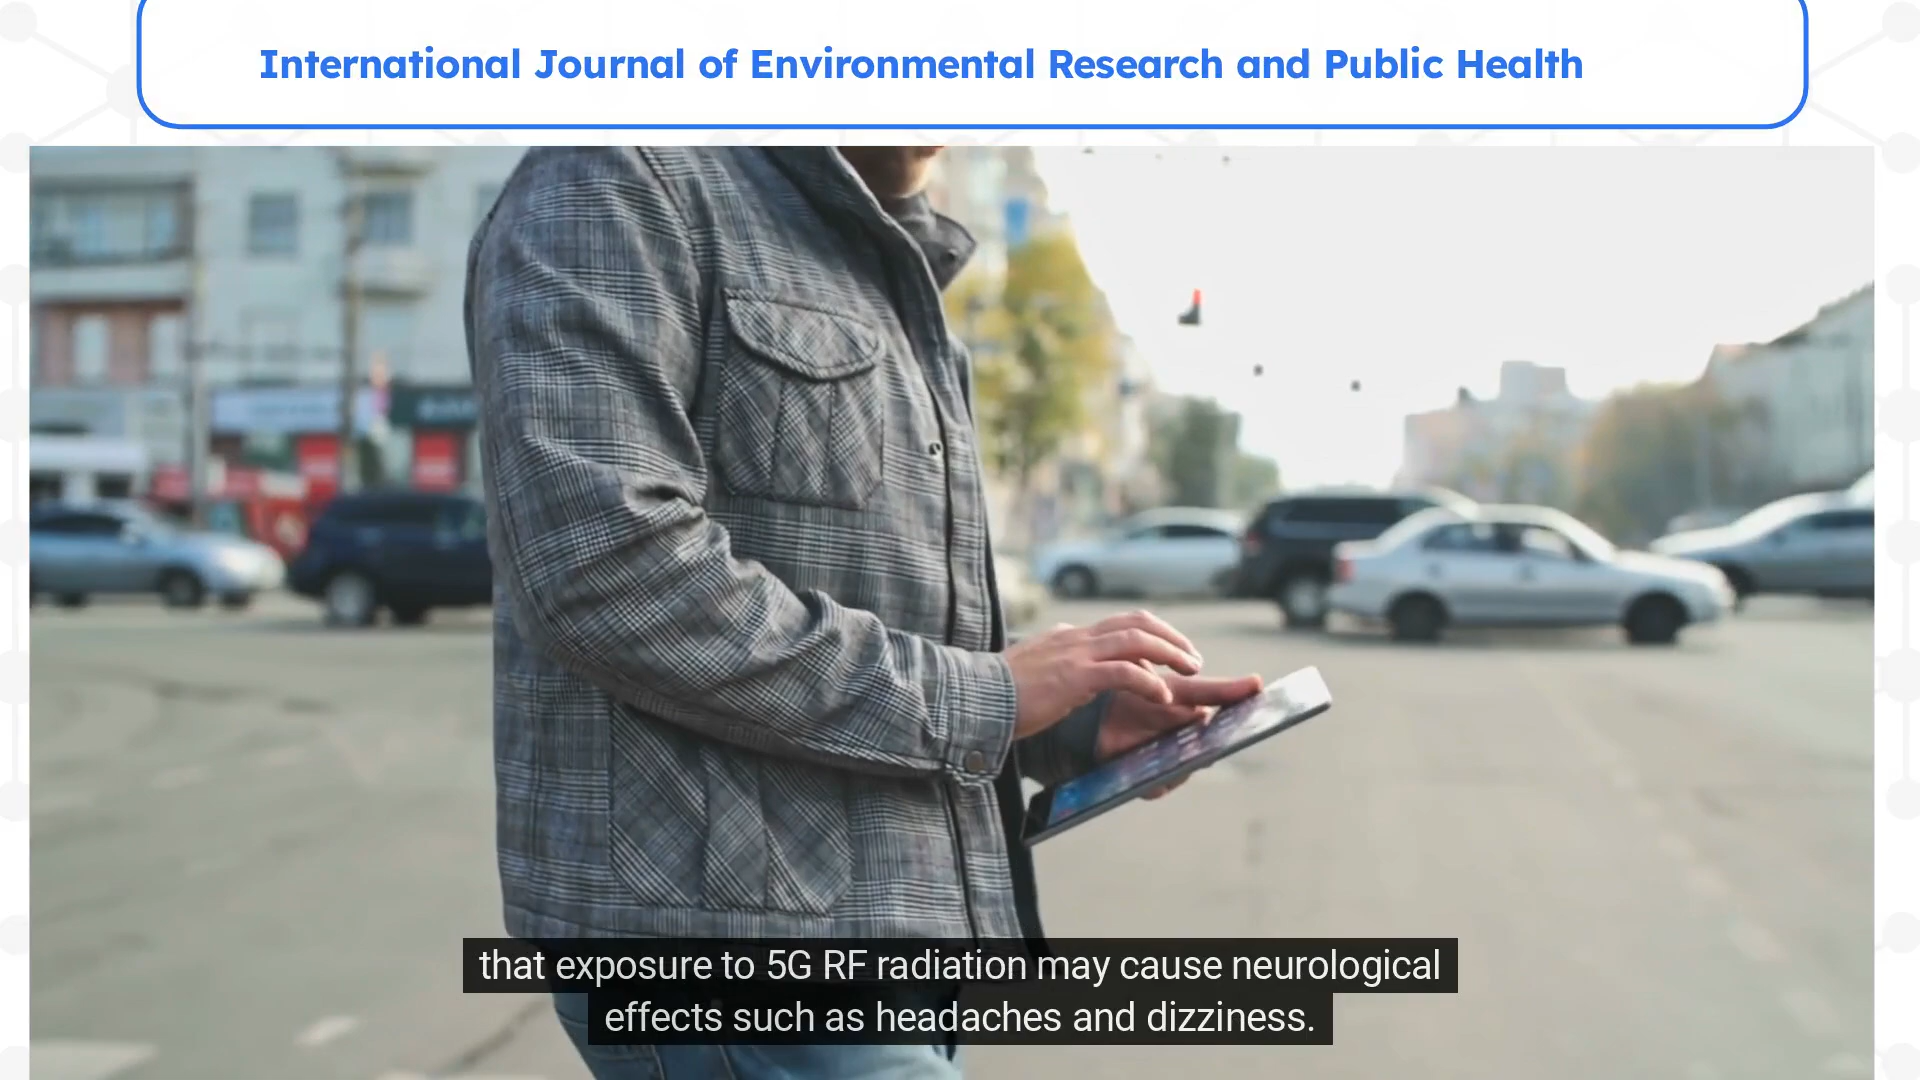 International Journal of Environmental Research and Public Health
that exposure to 5G RF radiation may cause neurological
effects such as headaches and dizziness.